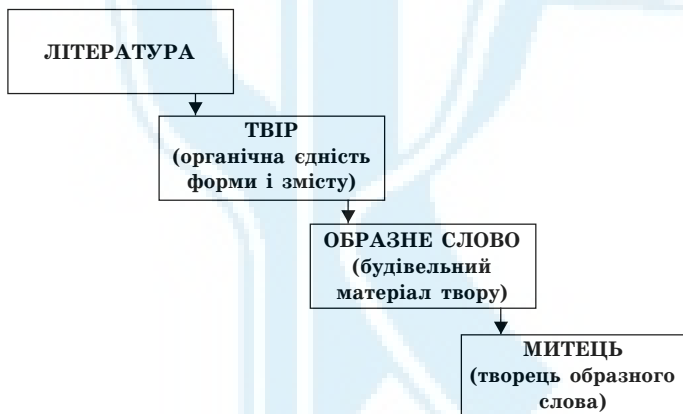 ЛІТЕРАТУРА
ТВІР
(органічна єдність
форми і змісту)
ОБРАЗНЕ СЛОВО
(будівельний
матеріал твору)
МИТЕЦЬ
(творець образного
слова)